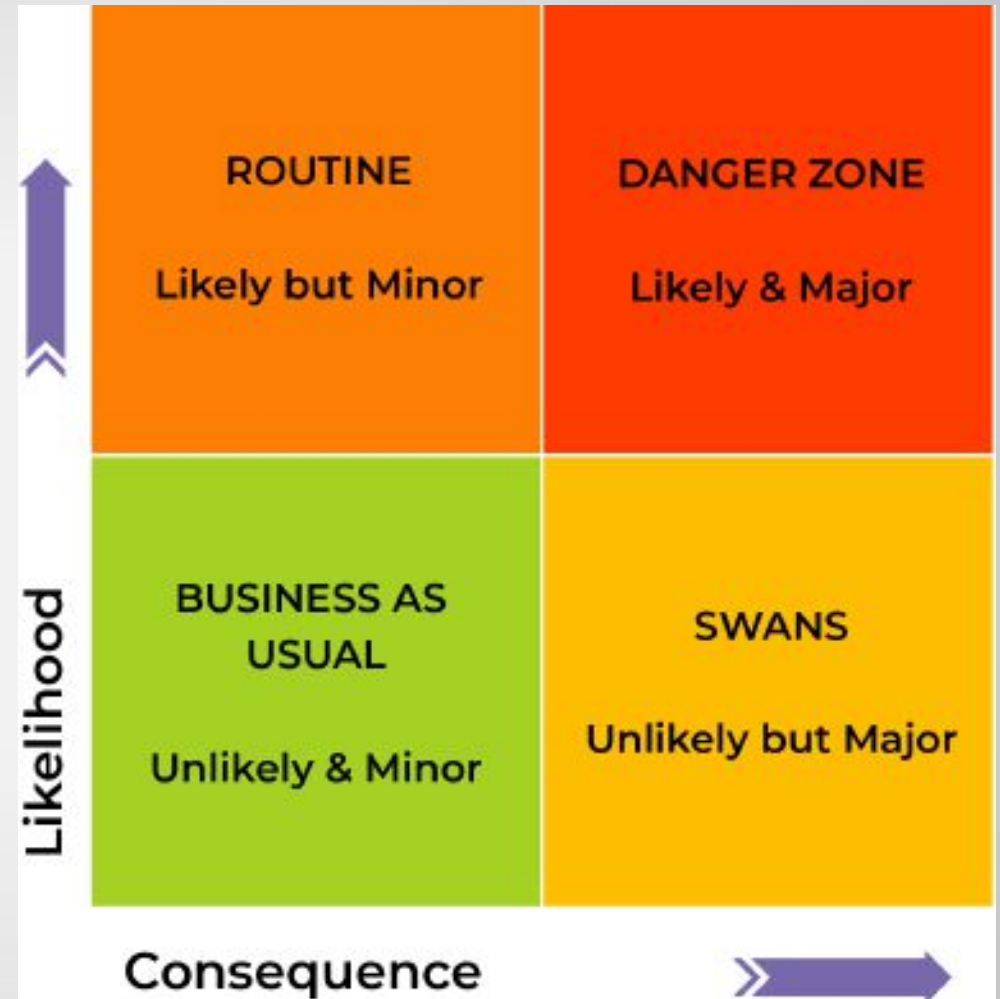 ROUTINE
Likely but Minor
DANGER ZONE
Likely & Major
BUSINESS AS
USUAL
Unlikely & Minor
SWANS
Unlikely but Major
Likelihood
Consequence